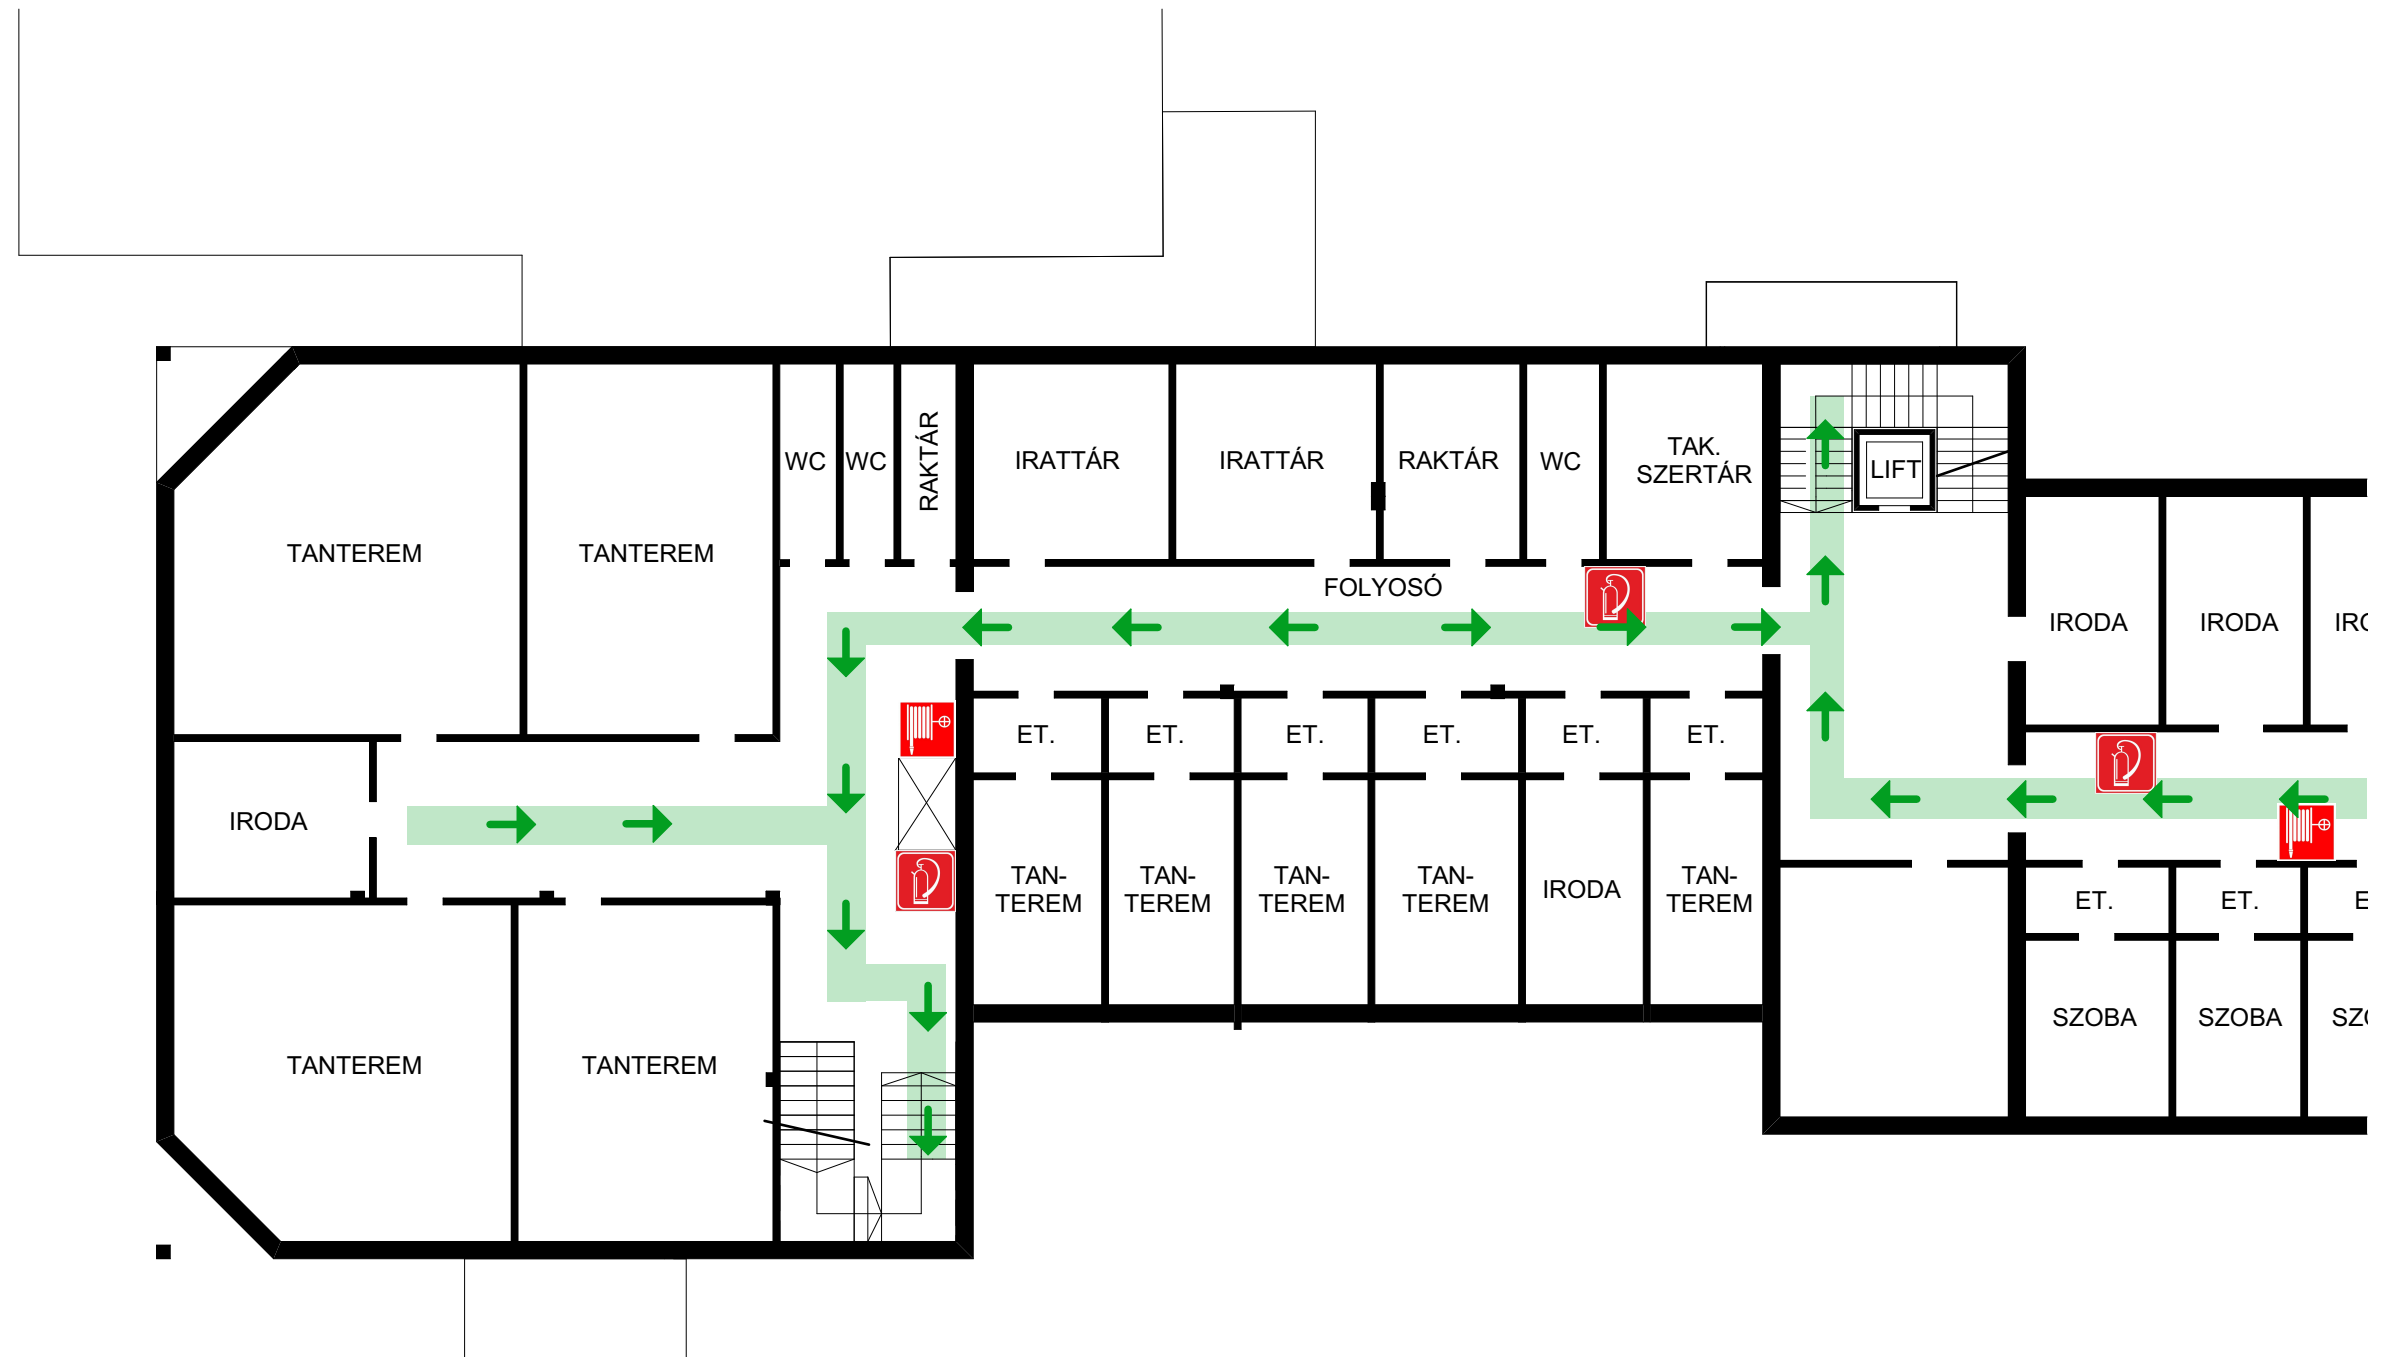 RAKTÁR
IRATTÁR
IRATTÁR
RAKTÁR
WC
WC
WC
TAK.
SZERTÁR
LIFT
TANTEREM
TANTEREM
FOLYOSÓ
IRODA
IRODA
IRO
ET.
ET.
ET.
ET.
ET.
ET.
IRODA
TAN-
TEREM
TAN-
TEREM
TAN-
TEREM
TAN-
TEREM
IRODA
TAN-
TEREM
ET.
ET.
E
SZOBA
SZOBA
SZO
TANTEREM
TANTEREM